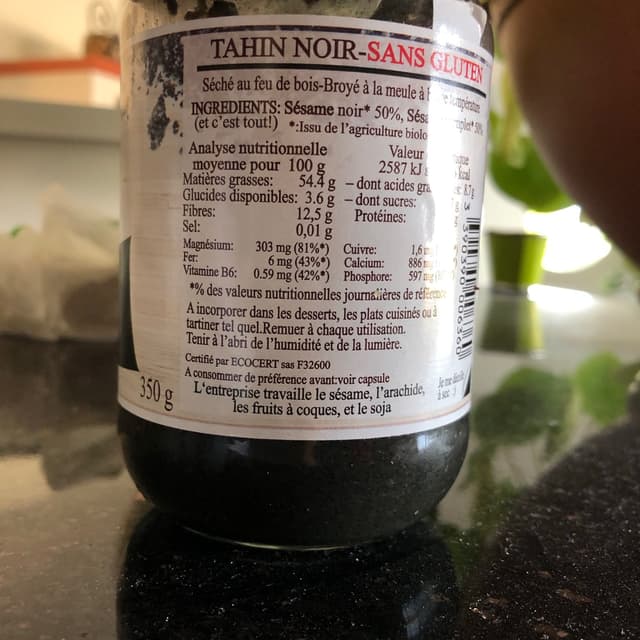 TAHIN NOIR-SANS GLUTEN
Séché au feu de bois-Broyé à la meule à température
INGREDIENTS: Sésame noir* 50%, 50%
(et c'est tout!) *:Issu de l'agriculture
Analyse nutritionnelle Valeur
moyenne pour 100 g 2587 kJ
Matières grasses: 54.4 g – dont acides 8.7 g
Glucides disponibles: 3.6 g – dont sucres:
Fibres: 12,5 g Protéines:
Sel: 0,01 g
Magnésium: 303 mg (81%*) Cuivre: 1,6
Fer: 6 mg (43%*) Calcium: 886
Vitamine B6: 0.59 mg (42%*) Phosphore: 597 mg
*% des valeurs nutritionnelles journalières de référence
A incorporer dans les desserts, les plats cuisinés ou à
tartiner tel quel.Remuer à chaque utilisation.
Tenir à l'abri de l'humidité et de la lumière.
Certifié par ECOCERT sas F32600
A consommer de préférence avant:voir capsule
L'entreprise travaille le sésame, l'arachide,
les fruits à coques, et le soja
350 g